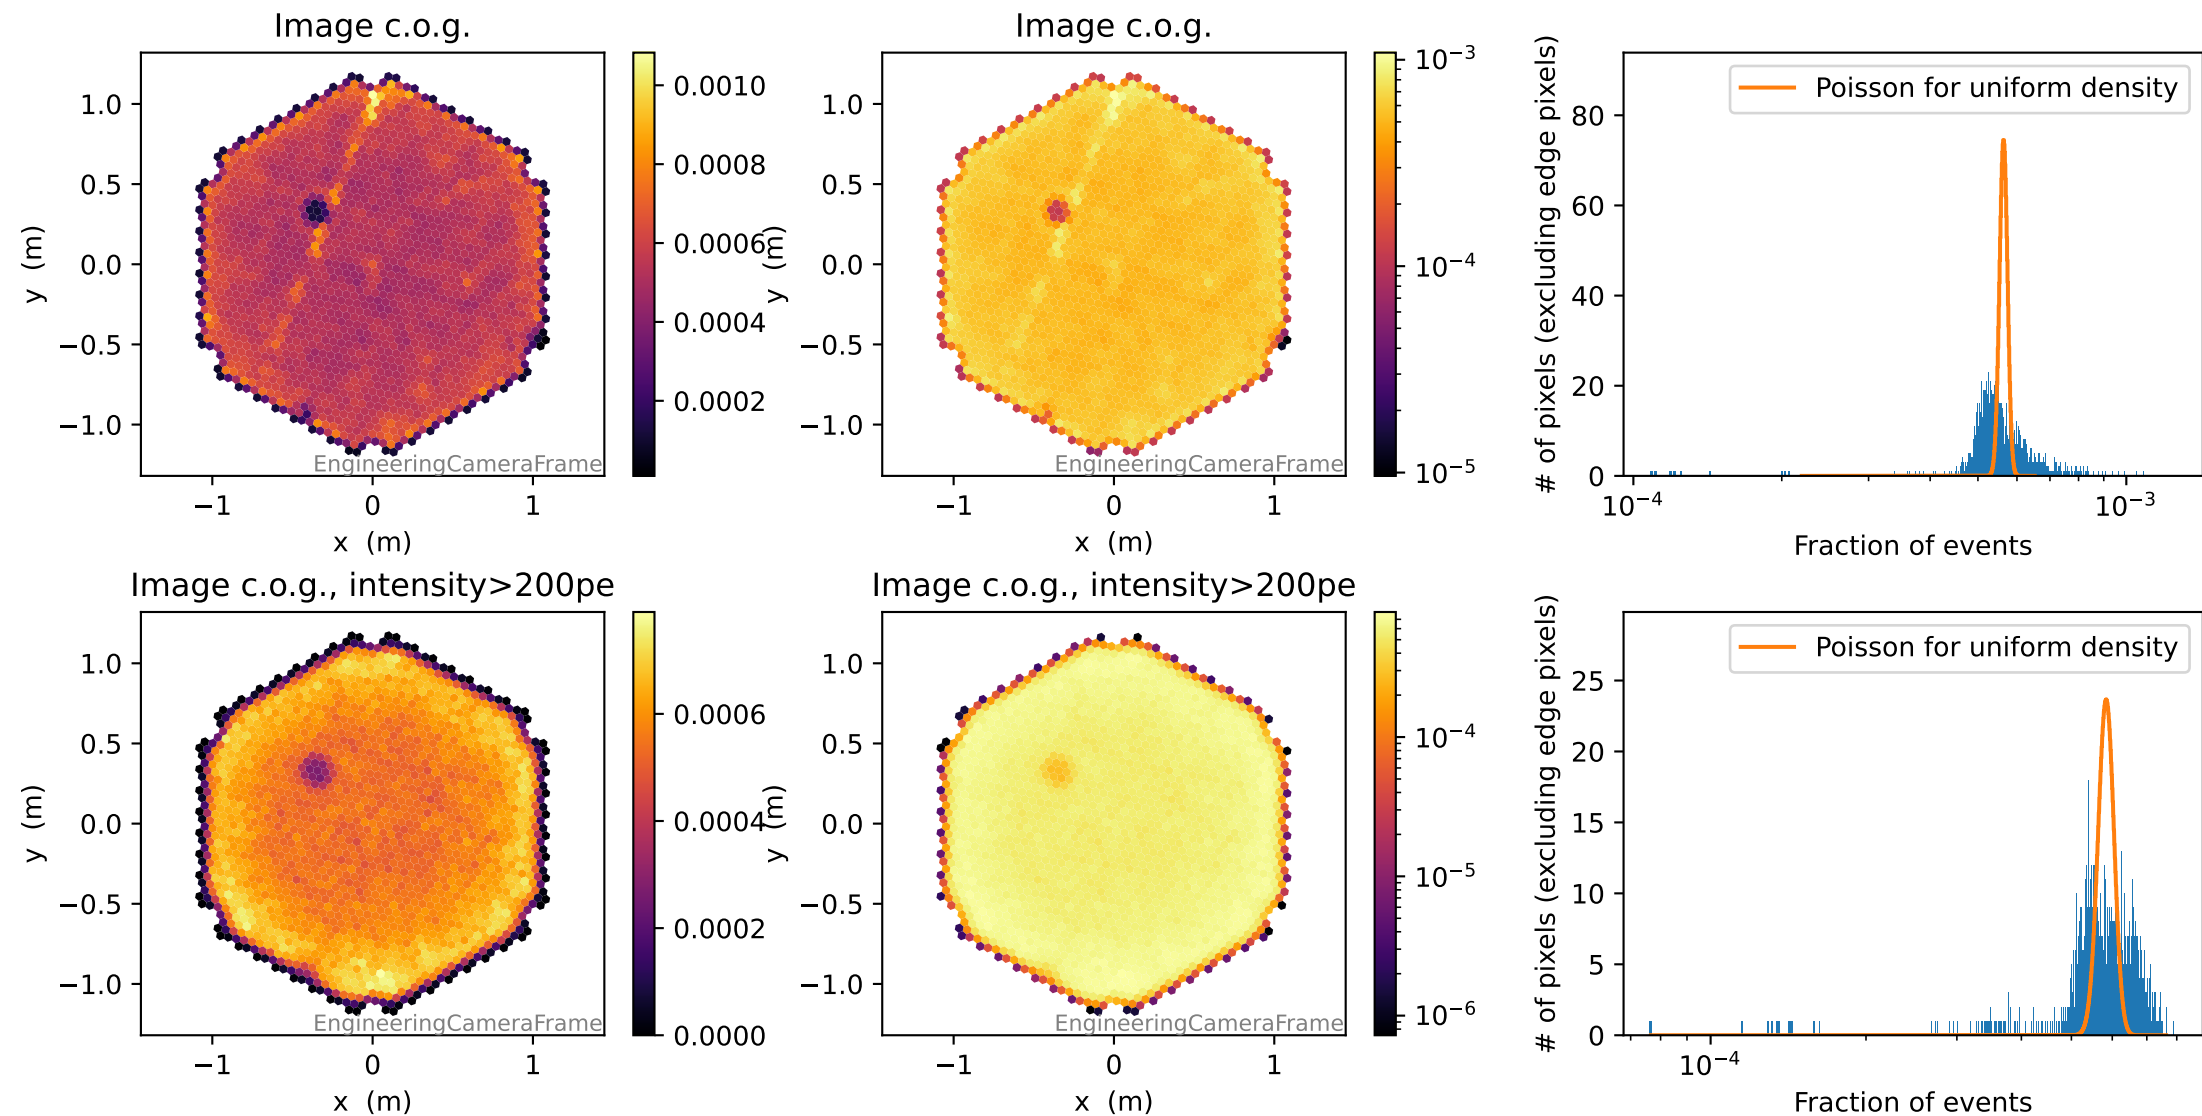 Image c.o.g.
y (m)
1.0
0.5
0.0
−0.5
−1.0
−1
0
1
x (m)
EngineeringCameraFrame
0.0010
0.0008
0.0006
0.0004
0.0002
Image c.o.g.
y (m)
1.0
0.5
0.0
−0.5
−1.0
−1
0
1
x (m)
EngineeringCameraFrame
10⁻³
10⁻⁴
10⁻⁵
# of pixels (excluding edge pixels)
80
60
40
20
0
Poisson for uniform density
10⁻⁴
10⁻³
Fraction of events
Image c.o.g., intensity>200pe
y (m)
1.0
0.5
0.0
−0.5
−1.0
−1
0
1
x (m)
EngineeringCameraFrame
0.0006
0.0004
0.0002
0.0000
Image c.o.g., intensity>200pe
y (m)
1.0
0.5
0.0
−0.5
−1.0
−1
0
1
x (m)
EngineeringCameraFrame
10⁻⁴
10⁻⁵
10⁻⁶
# of pixels (excluding edge pixels)
25
20
15
10
5
0
Poisson for uniform density
10⁻⁴
Fraction of events